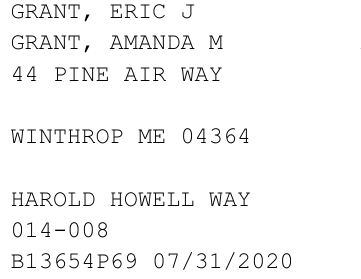 GRANT, ERIC J
GRANT, AMANDA M
44 PINE AIR WAY
WINTHROP ME 04364
HAROLD HOWELL WAY
014-008
B13654P69 07/31/2020